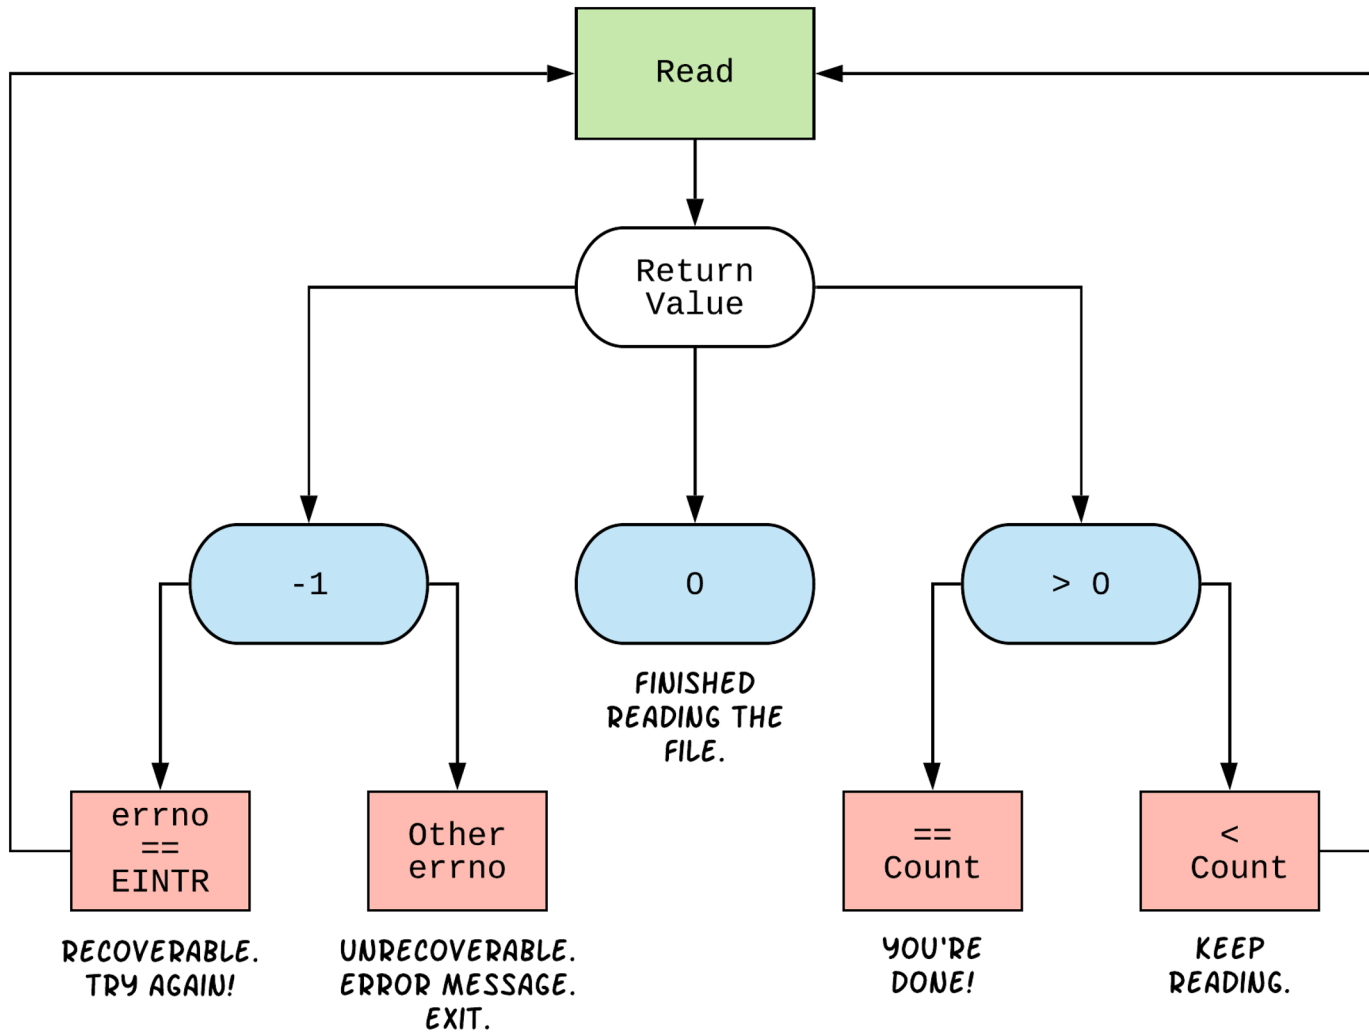 Read
Return
Value
-1
0
> 0
FINISHED
READING THE
FILE.
errno
==
EINTR
Other
errno
==
Count
<
Count
RECOVERABLE.
TRY AGAIN!
UNRECOVERABLE.
ERROR MESSAGE.
EXIT.
YOU'RE
DONE!
KEEP
READING.